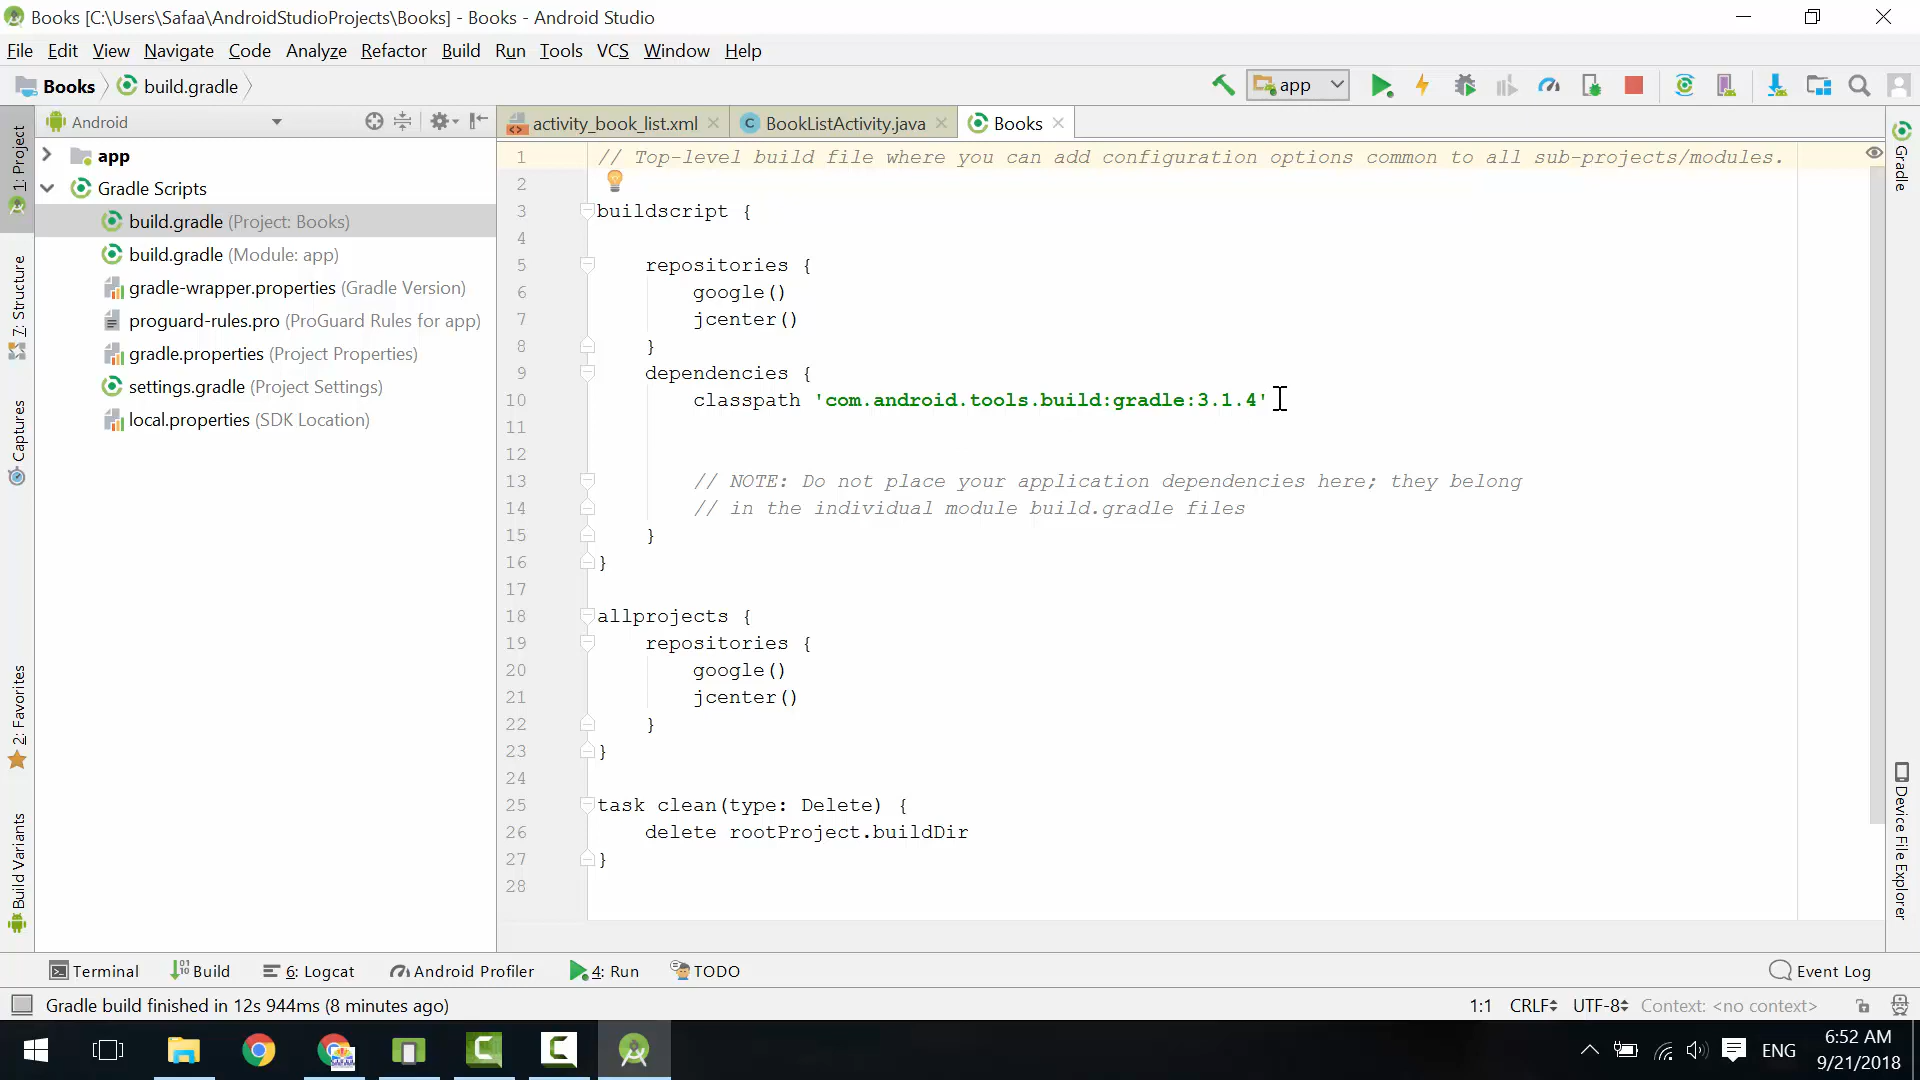 Books [C:\Users\Safaa\AndroidStudioProjects\Books] - Books - Android Studio
File Edit View Navigate Code Analyze Refactor Build Run Tools VCS Window Help
Books build.gradle app
Android
activity_book_list.xml BookListActivity.java Books
1: Project
7: Structure
Captures
2: Favorites
Build Variants
app
Gradle Scripts
build.gradle (Project: Books)
build.gradle (Module: app)
gradle-wrapper.properties (Gradle Version)
proguard-rules.pro (ProGuard Rules for app)
gradle.properties (Project Properties)
settings.gradle (Project Settings)
local.properties (SDK Location)
1 // Top-level build file where you can add configuration options common to all sub-projects/modules.
2
3 buildscript {
4
5 repositories {
6 google()
7 jcenter()
8 }
9 dependencies {
10 classpath 'com.android.tools.build:gradle:3.1.4'
11
12
13 // NOTE: Do not place your application dependencies here; they belong
14 // in the individual module build.gradle files
15 }
16 }
17
18 allprojects {
19 repositories {
20 google()
21 jcenter()
22 }
23 }
24
25 task clean(type: Delete) {
26 delete rootProject.buildDir
27 }
28
Gradle
Device File Explorer
Terminal Build 6: Logcat Android Profiler 4: Run TODO Event Log
Gradle build finished in 12s 944ms (8 minutes ago) 1:1 CRLF UTF-8 Context: <no context>
ENG 6:52 AM
9/21/2018